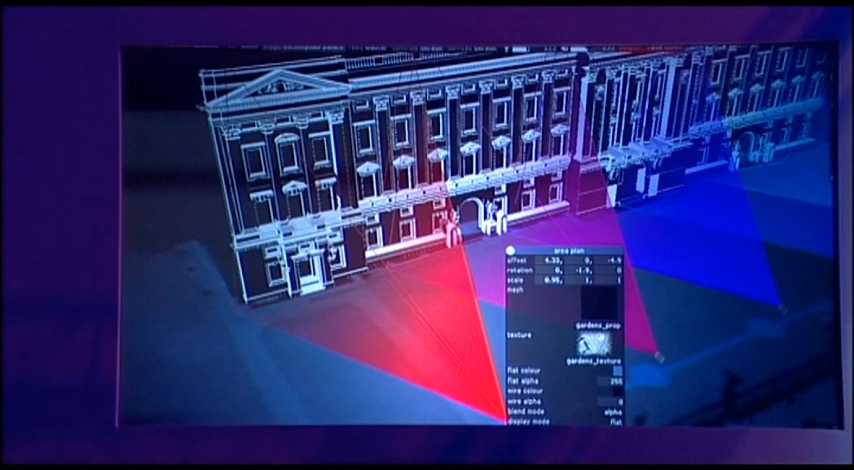 area plan
offset 4.33, 0, -4.9
rotation 0, -1.9, 0
scale 0.95, 1, 1
mesh
gardens_prop
texture
gardens_texture
flat colour
flat alpha 255
wire colour
wire alpha 0
blend mode alpha
display mode flat